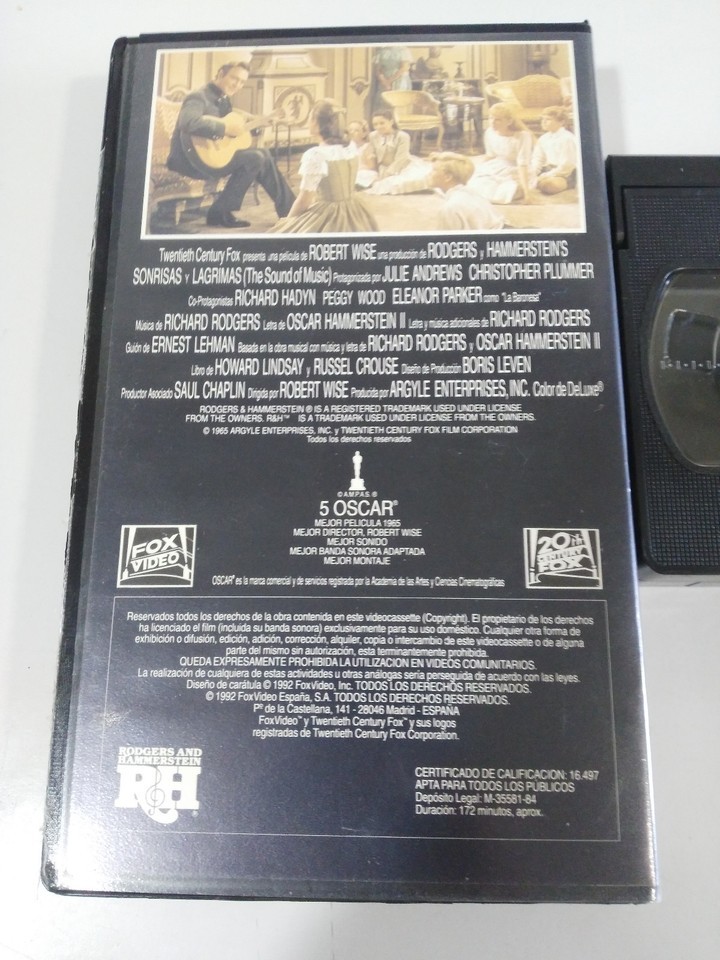 Twentieth Century Fox presenta una película de ROBERT WISE una producción de RODGERS y HAMMERSTEIN'S
SONRISAS Y LAGRIMAS (The Sound of Music) Protagonizada por JULIE ANDREWS CHRISTOPHER PLUMMER
Co-Protagonistas RICHARD HADYN PEGGY WOOD ELEANOR PARKER como "La Baronesa"
Música de RICHARD RODGERS Letra de OSCAR HAMMERSTEIN II Letra y música adicionales de RICHARD RODGERS
Guión de ERNEST LEHMAN Basada en la obra musical con música y letra de RICHARD RODGERS y OSCAR HAMMERSTEIN II
Libro de HOWARD LINDSAY y RUSSEL CROUSE Diseño de Producción BORIS LEVEN
Productor Asociado SAUL CHAPLIN Dirigida por ROBERT WISE Producida por ARGYLE ENTERPRISES, INC. Color de DeLuxe®
RODGERS & HAMMERSTEIN ® IS A REGISTERED TRADEMARK USED UNDER LICENSE
FROM THE OWNERS. R&H™ IS A TRADEMARK USED UNDER LICENSE FROM THE OWNERS.
© 1965 ARGYLE ENTERPRISES, INC. y TWENTIETH CENTURY FOX FILM CORPORATION
Todos los derechos reservados
©A.M.P.A.S.®
5 OSCAR®
MEJOR PELICULA 1965
MEJOR DIRECTOR, ROBERT WISE
MEJOR SONIDO
MEJOR BANDA SONORA ADAPTADA
MEJOR MONTAJE
FOX
VIDEO
20TH
CENTURY
FOX
OSCAR® es la marca comercial y de servicios registrada por la Academia de las Artes y Ciencias Cinematográficas
Reservados todos los derechos de la obra contenida en este videocassette (Copyright). El propietario de los derechos
ha licenciado el film (incluida su banda sonora) exclusivamente para su uso doméstico. Cualquier otra forma de
exhibición o difusión, edición, adición, corrección, alquiler, copia o intercambio de este videocassette o de alguna
parte del mismo sin autorización, esta terminantemente prohibida.
QUEDA EXPRESAMENTE PROHIBIDA LA UTILIZACION EN VIDEOS COMUNITARIOS.
La realización de cualquiera de estas actividades u otras análogas sería perseguida de acuerdo con las leyes.
Diseño de carátula © 1992 FoxVideo, Inc. TODOS LOS DERECHOS RESERVADOS.
© 1992 FoxVideo España, S.A. TODOS LOS DERECHOS RESERVADOS.
Pº de la Castellana, 141 - 28046 Madrid - ESPAÑA
FoxVideo™ y Twentieth Century Fox™ y sus logos
registradas de Twentieth Century Fox Corporation.
RODGERS AND
HAMMERSTEIN
R&H®
CERTIFICADO DE CALIFICACION: 16.497
APTA PARA TODOS LOS PÚBLICOS
Depósito Legal: M-35581-84
Duración: 172 minutos, aprox.